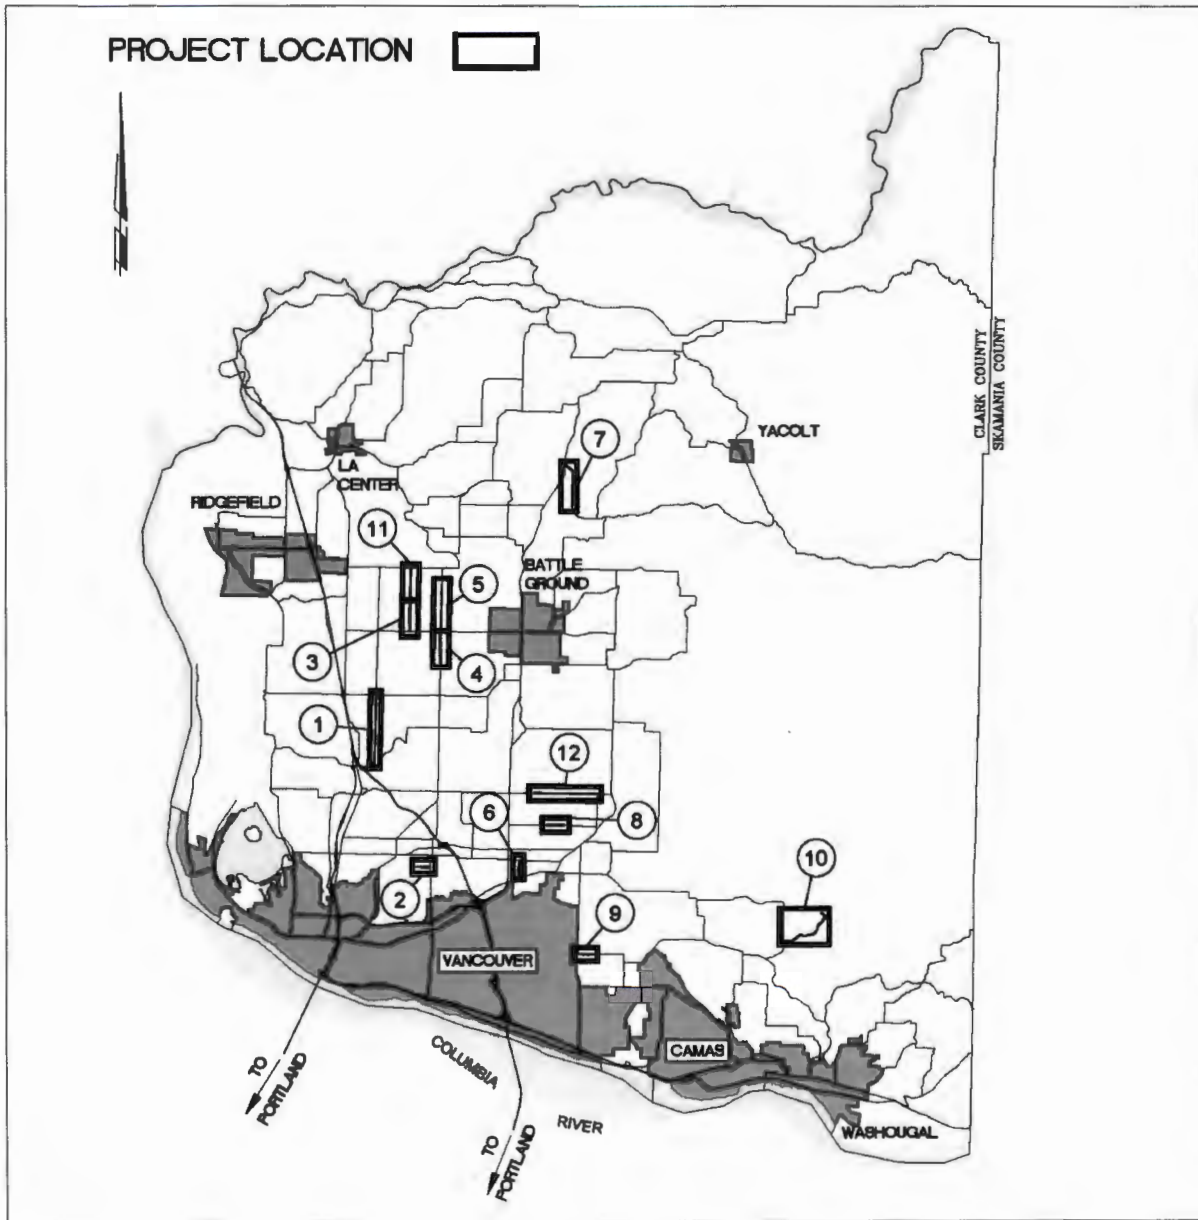 PROJECT LOCATION
CLARK COUNTY
SKAMANIA COUNTY
YACOLT
7
LA
CENTER
RIDGEFIELD
11
BATTLE
GROUND
5
3
4
1
12
6
8
10
2
9
VANCOUVER
CAMAS
COLUMBIA
RIVER
TO
PORTLAND
TO
PORTLAND
WASHOUGAL